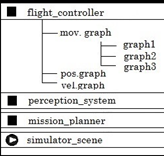 flight_controller
mov. graph
graph1
graph2
graph3
pos.graph
vel.graph
perception_system
mission_planner
simulator_scene